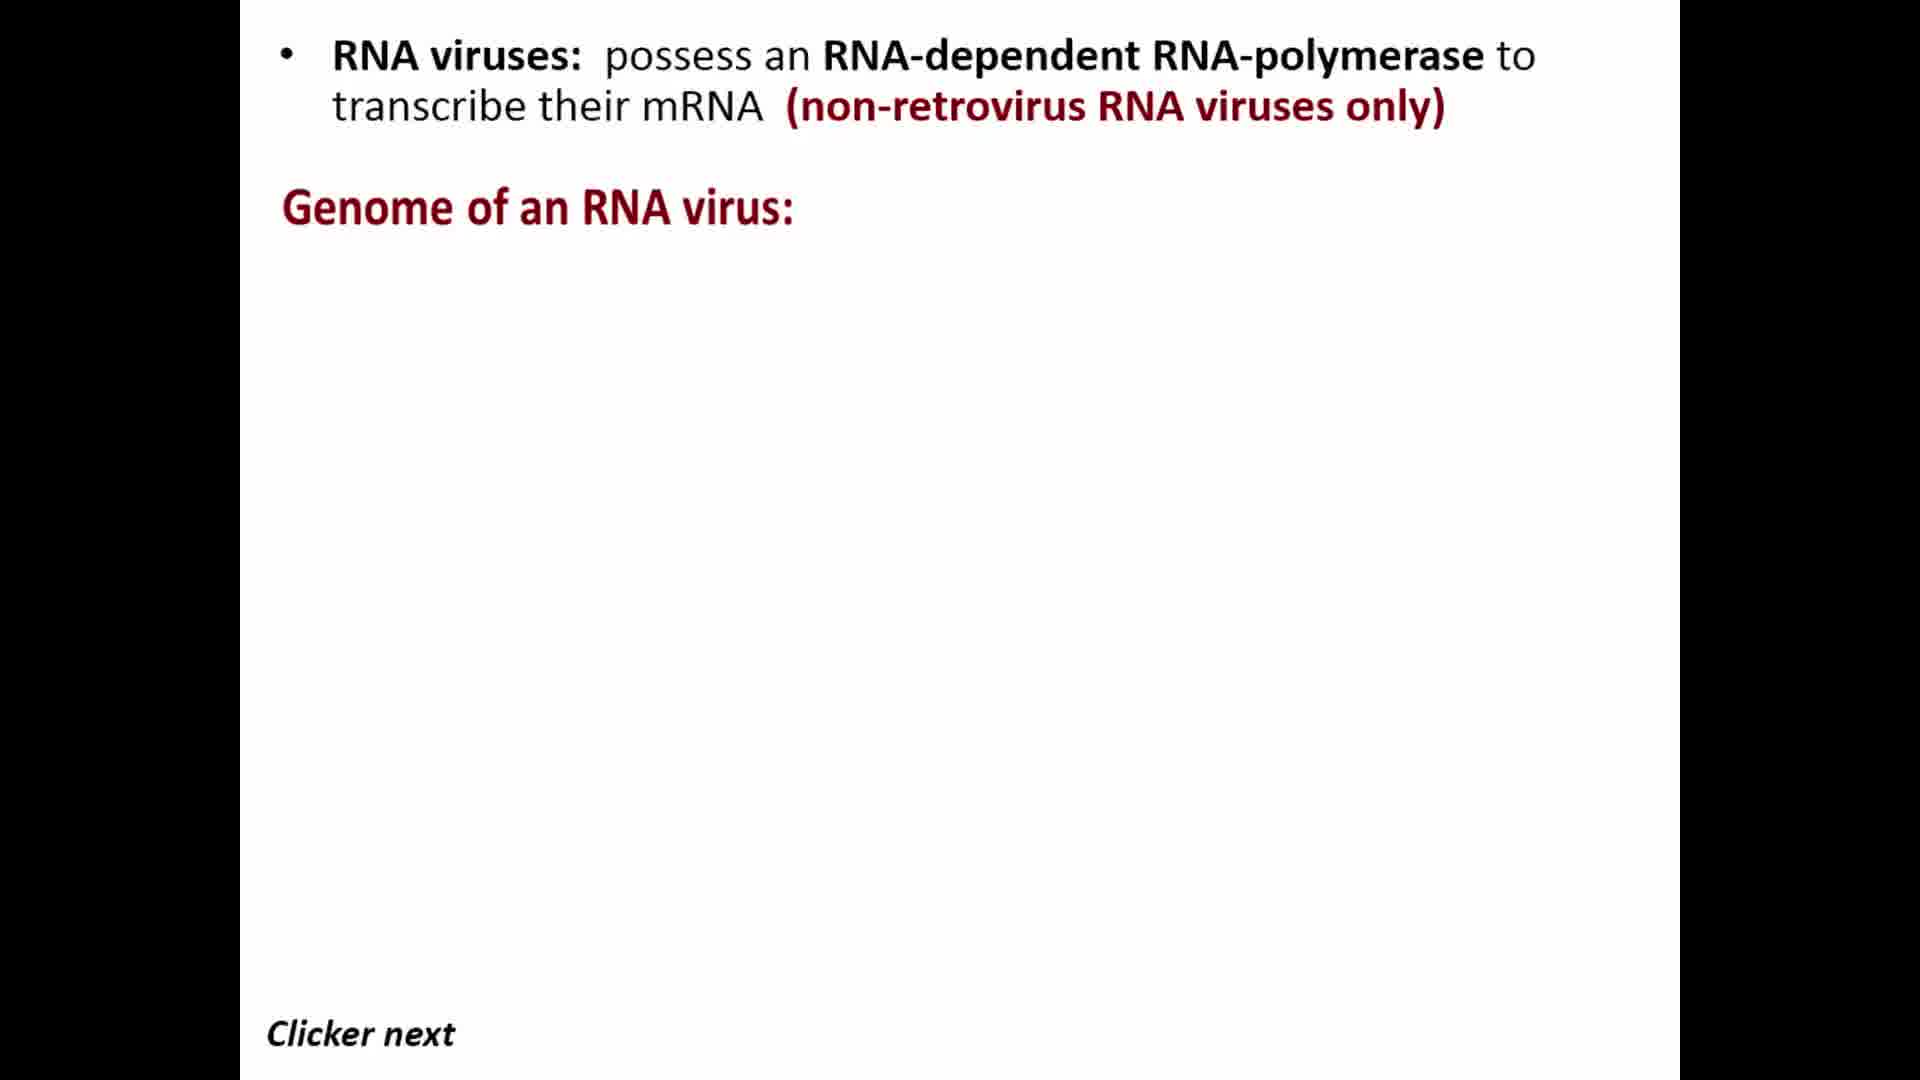 • RNA viruses: possess an RNA-dependent RNA-polymerase to
transcribe their mRNA (non-retrovirus RNA viruses only)
Genome of an RNA virus:
Clicker next